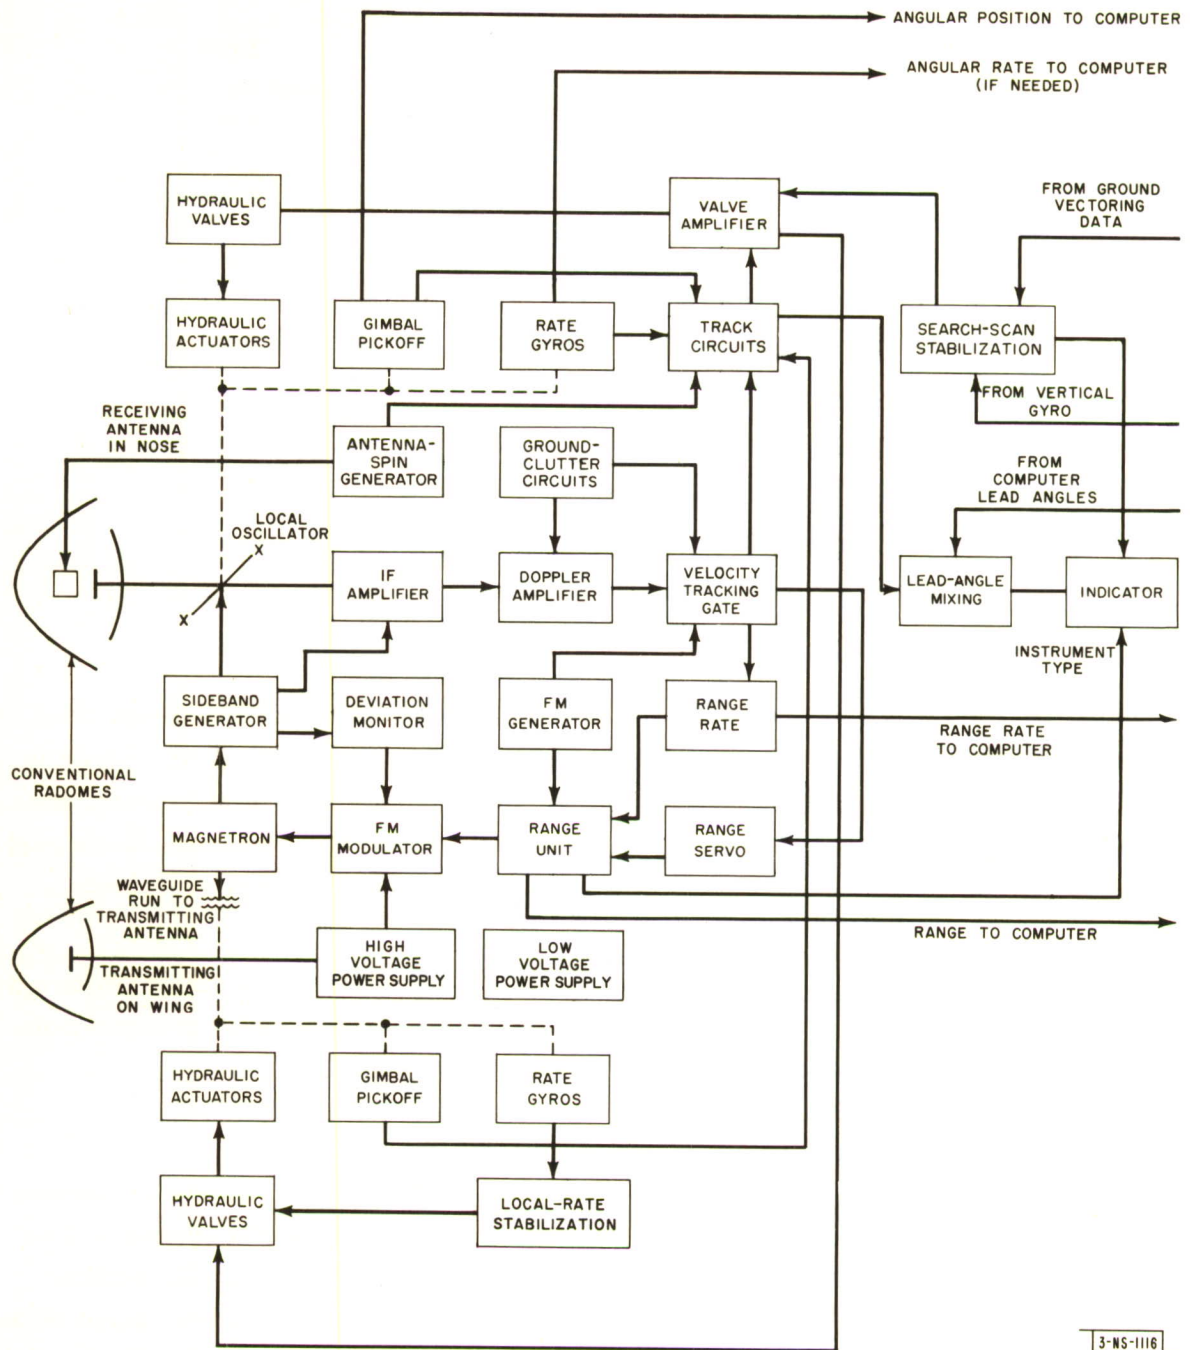 ANGULAR POSITION TO COMPUTER
ANGULAR RATE TO COMPUTER
(IF NEEDED)
HYDRAULIC
VALVES
VALVE
AMPLIFIER
FROM GROUND
VECTORING
DATA
HYDRAULIC
ACTUATORS
GIMBAL
PICKOFF
RATE
GYROS
TRACK
CIRCUITS
SEARCH-SCAN
STABILIZATION
FROM VERTICAL
GYRO
RECEIVING
ANTENNA
IN NOSE
ANTENNA-
SPIN
GENERATOR
GROUND-
CLUTTER
CIRCUITS
FROM
COMPUTER
LEAD ANGLES
LOCAL
OSCILLATOR
X
X
IF
AMPLIFIER
DOPPLER
AMPLIFIER
VELOCITY
TRACKING
GATE
LEAD-ANGLE
MIXING
INDICATOR
INSTRUMENT
TYPE
SIDEBAND
GENERATOR
DEVIATION
MONITOR
FM
GENERATOR
RANGE
RATE
RANGE RATE
TO COMPUTER
CONVENTIONAL
RADOMES
MAGNETRON
FM
MODULATOR
RANGE
UNIT
RANGE
SERVO
WAVEGUIDE
RUN TO
TRANSMITTING
ANTENNA
HIGH
VOLTAGE
POWER SUPPLY
LOW
VOLTAGE
POWER SUPPLY
RANGE TO COMPUTER
TRANSMITTING
ANTENNA
ON WING
HYDRAULIC
ACTUATORS
GIMBAL
PICKOFF
RATE
GYROS
HYDRAULIC
VALVES
LOCAL-RATE
STABILIZATION
3-NS-1116